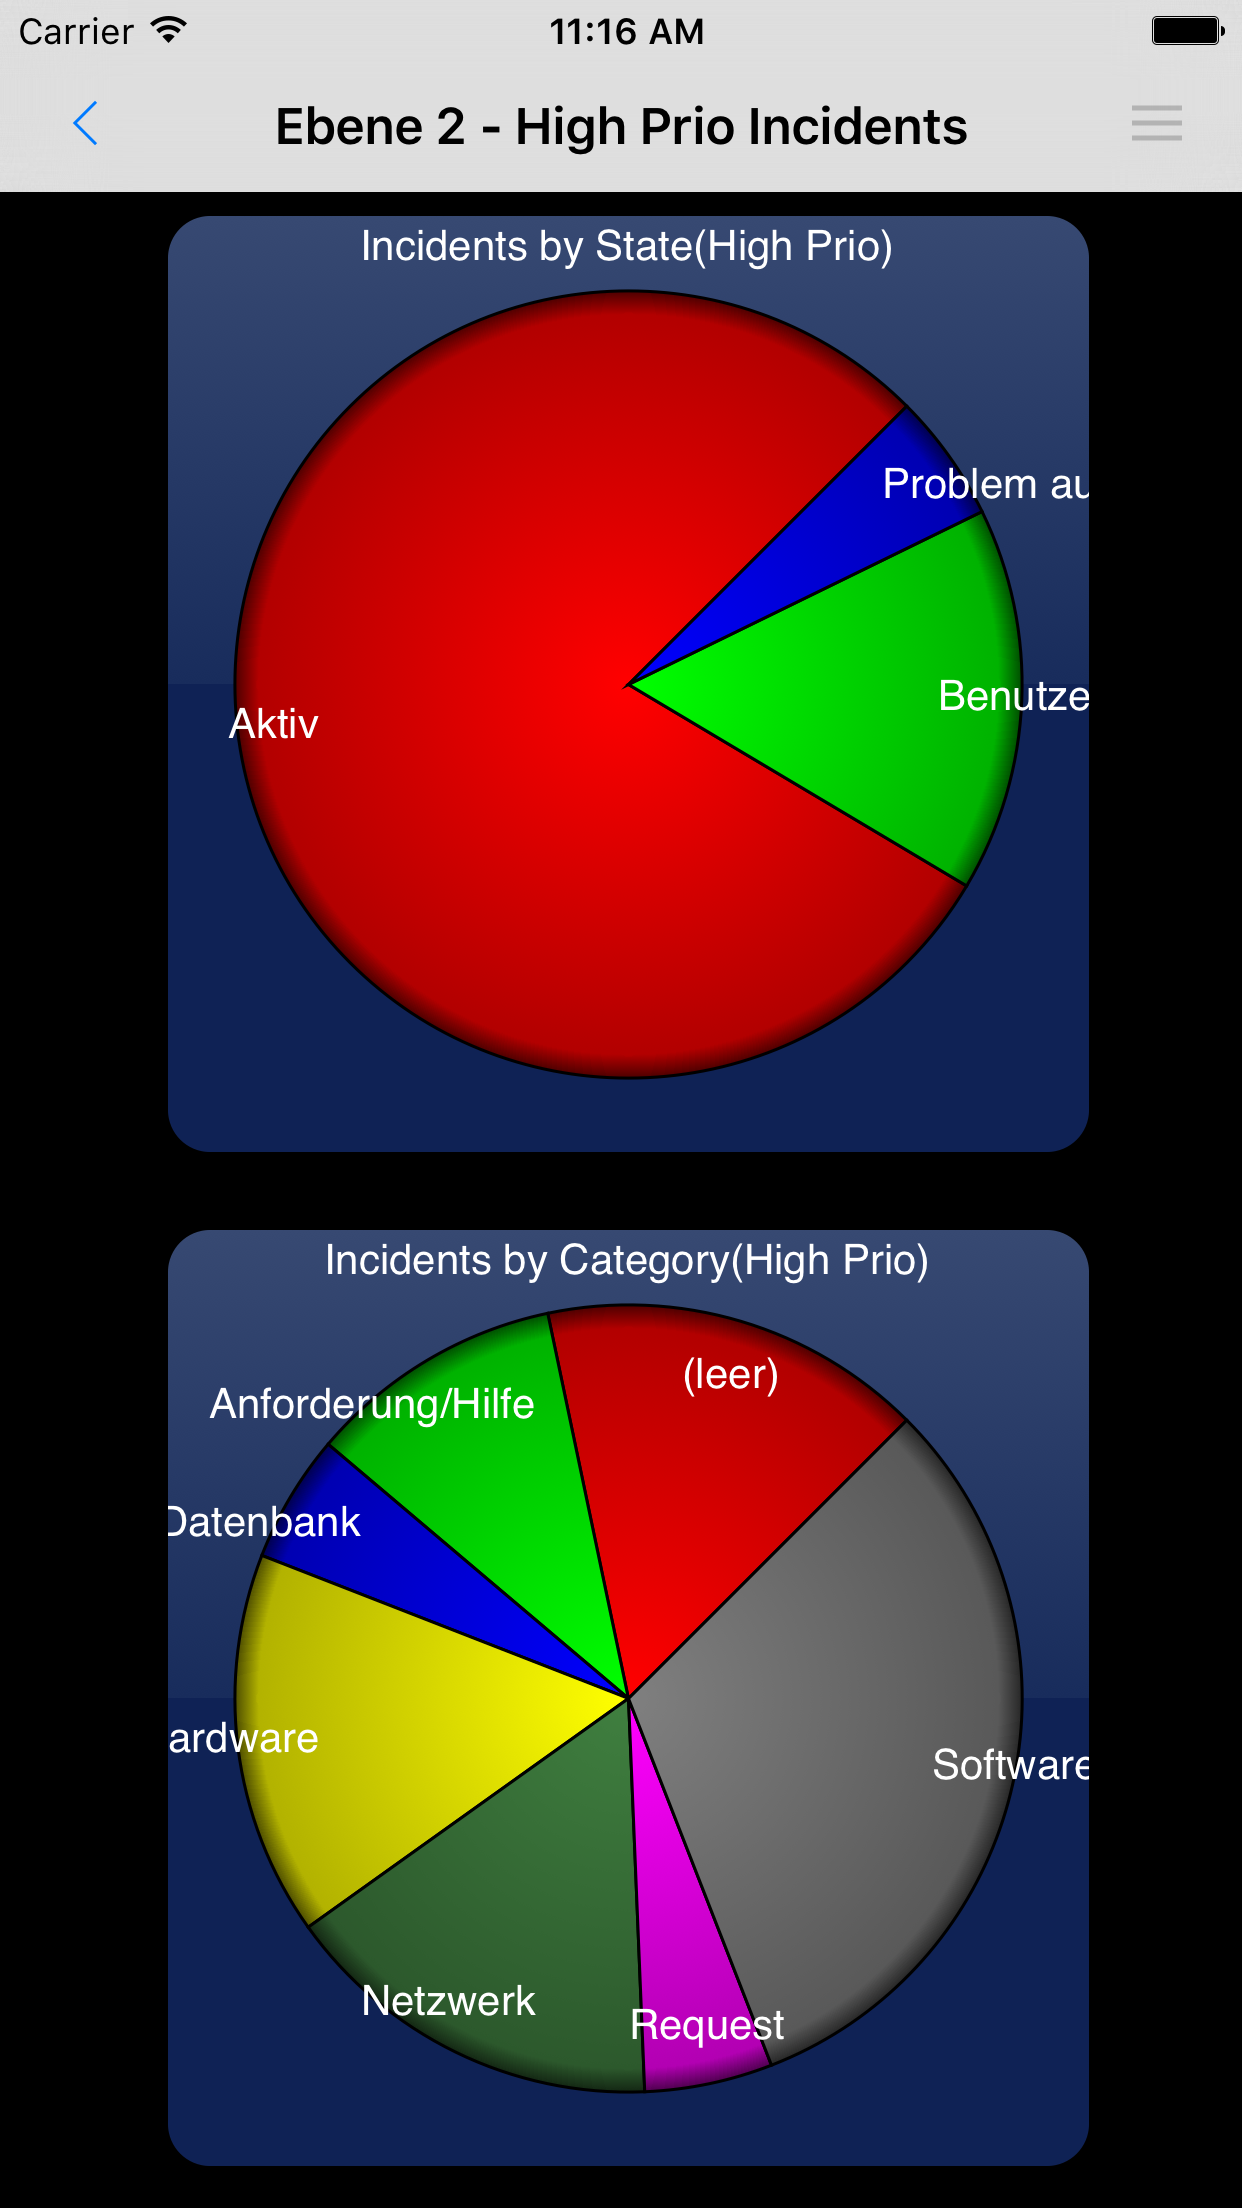 Carrier
11:16 AM
Ebene 2 - High Prio Incidents
Incidents by State(High Prio)
Problem au
Benutze
Aktiv
Incidents by Category(High Prio)
(leer)
Anforderung/Hilfe
Datenbank
ardware
Software
Netzwerk
Request